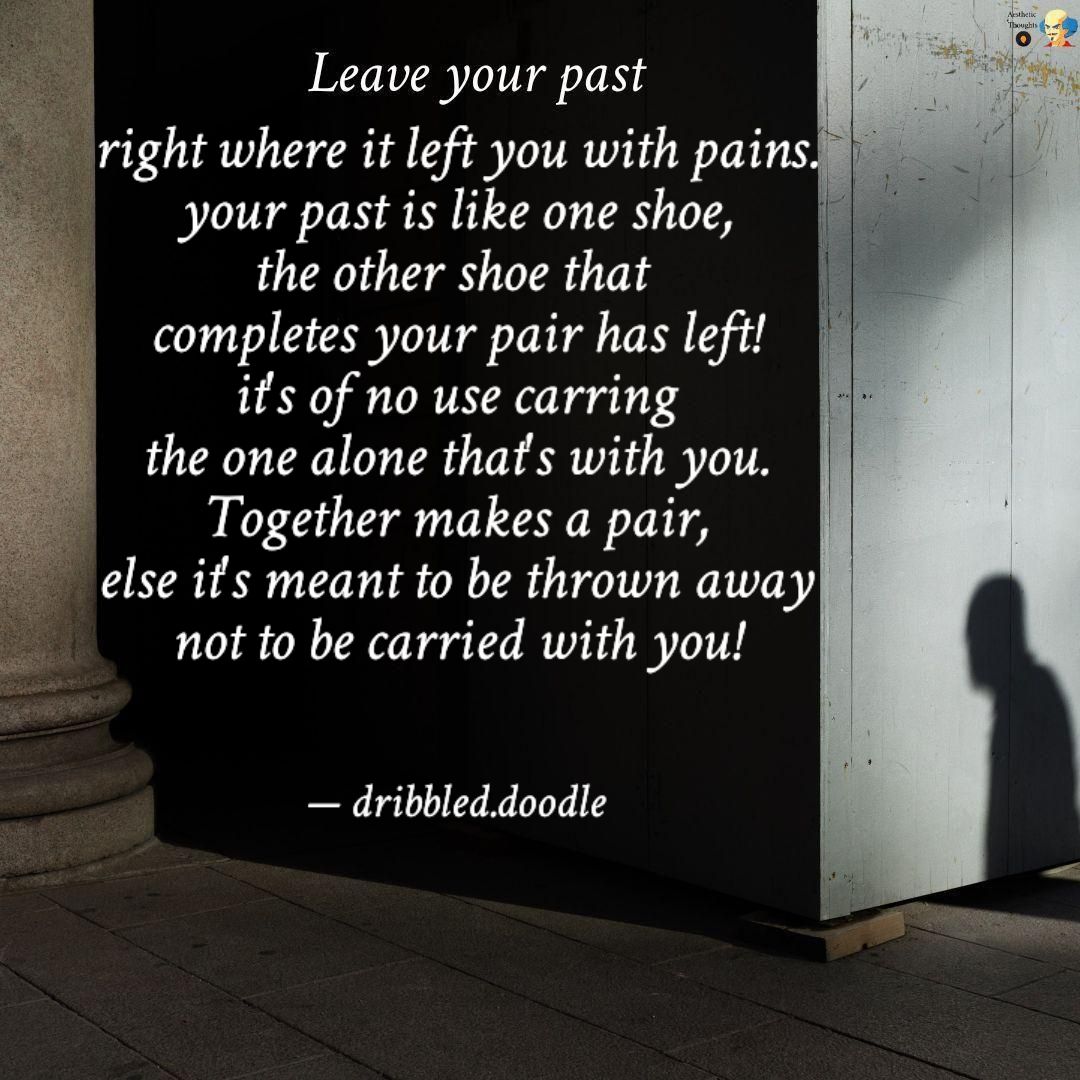 Aesthetic
Thoughts
Leave your past
right where it left you with pains.
your past is like one shoe,
the other shoe that
completes your pair has left!
it's of no use carring
the one alone that's with you.
Together makes a pair,
else it's meant to be thrown away
not to be carried with you!
— dribbled.doodle